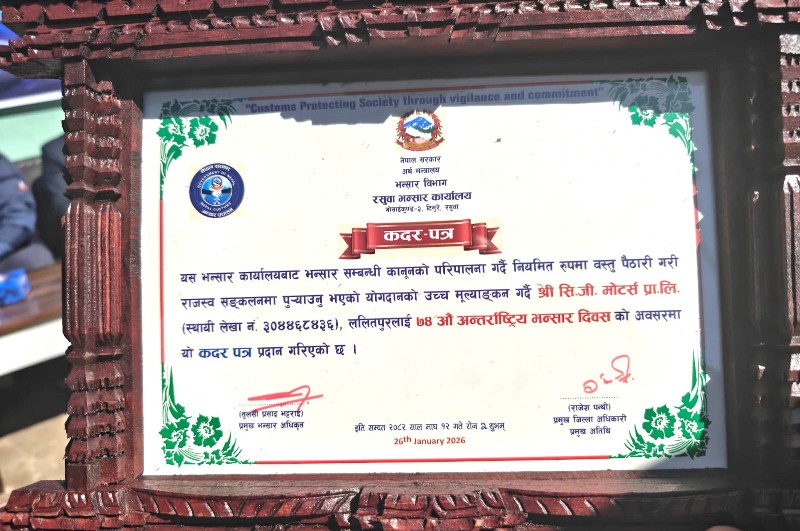 "Customs Protecting Society through vigilance and commitment"
नेपाल सरकार
अर्थ मन्त्रालय
भन्सार विभाग
रसुवा भन्सार कार्यालय
गोसाईकुण्ड-२, टिमुरे, रसुवा
कदर-पत्र
यस भन्सार कार्यालयबाट भन्सार सम्बन्धी कानूनको परिपालना गर्दै नियमित रुपमा वस्तु पैठारी गरी
राजस्व सङ्कलनमा पुऱ्याउनु भएको योगदानको उच्च मूल्याङ्कन गर्दै श्री सि.जी. मोटर्स प्रा.लि.
(स्थायी लेखा नं. ३०४४६८४३६), ललितपुरलाई ७४ औ अन्तर्राष्ट्रिय भन्सार दिवस को अवसरमा
यो कदर पत्र प्रदान गरिएको छ ।
(तुलसी प्रसाद भट्टराई)
प्रमुख भन्सार अधिकृत
इति सम्वत २०८२ साल माघ १२ गते रोज २ शुभम्
26th January 2026
(राजेश पन्थी)
प्रमुख जिल्ला अधिकारी
प्रमुख अतिथि